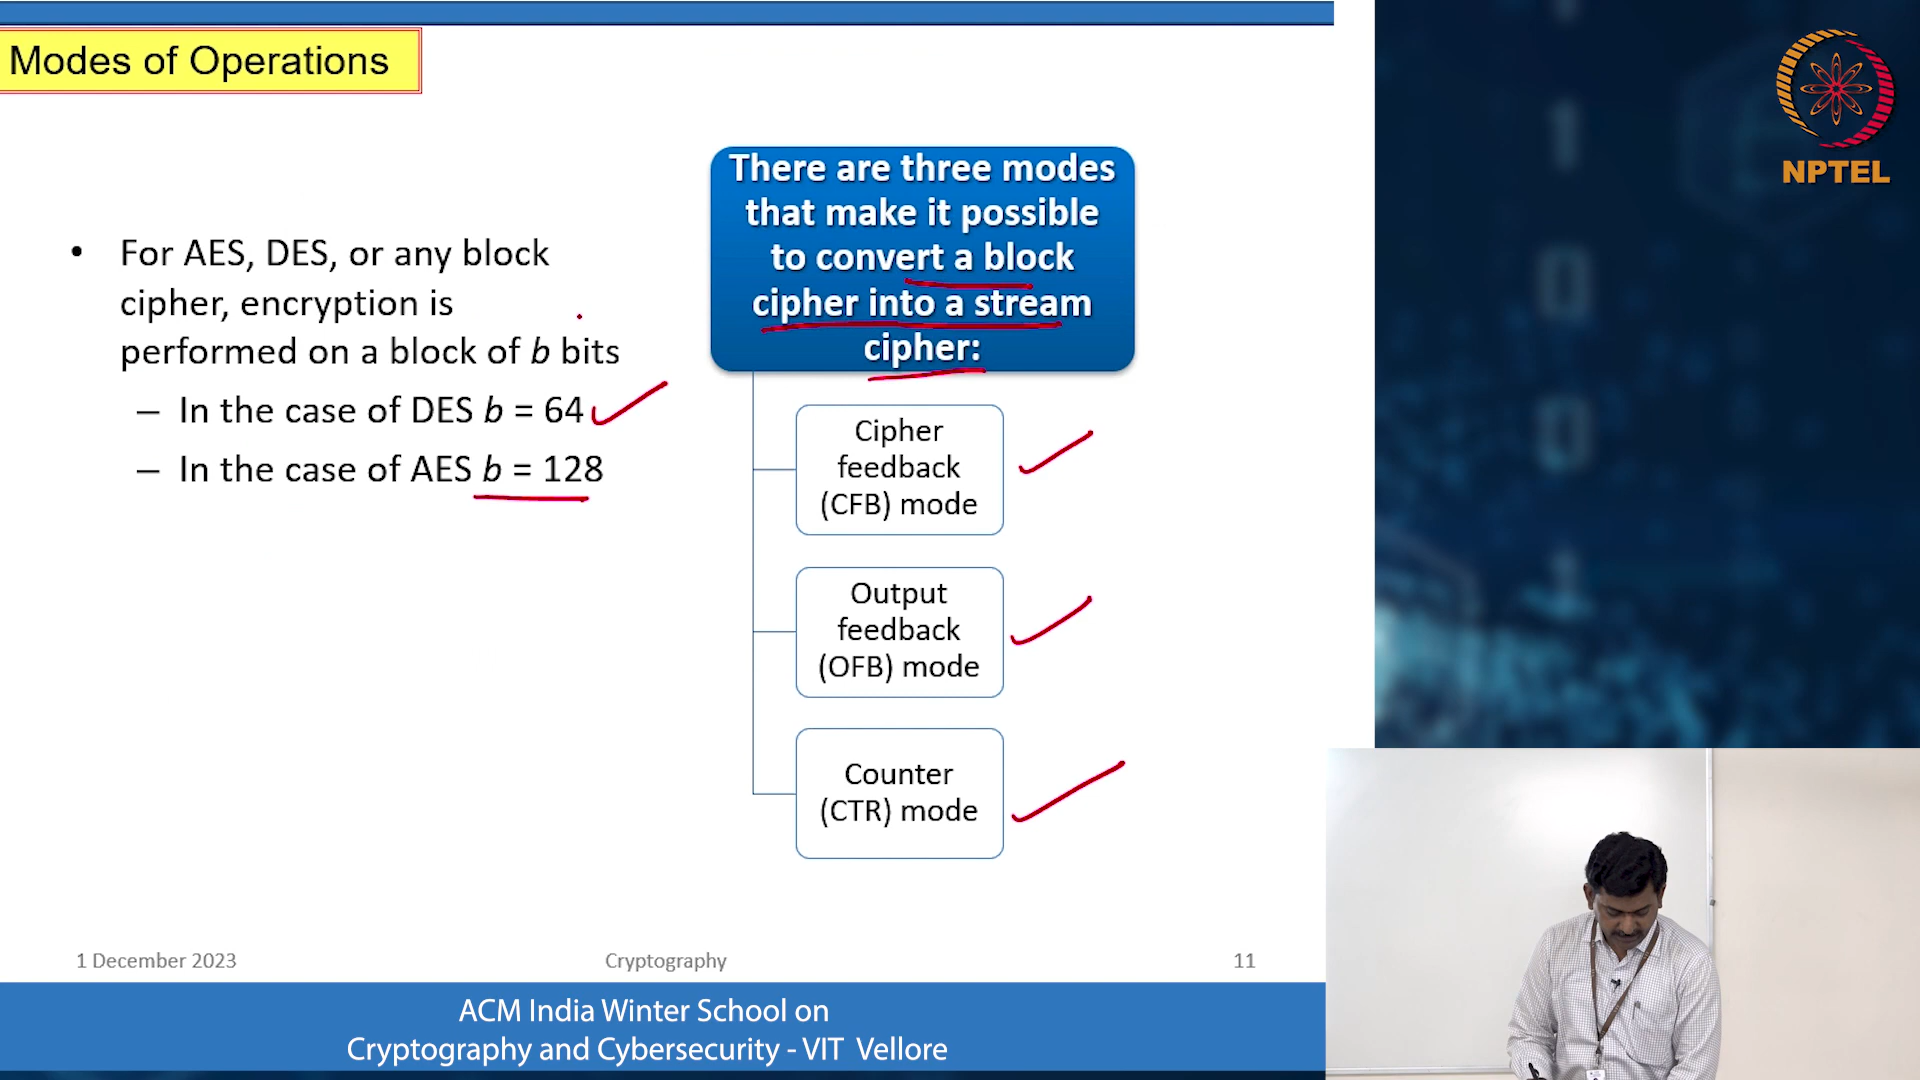 Modes of Operations
• For AES, DES, or any block
cipher, encryption is
performed on a block of b bits
– In the case of DES b = 64
– In the case of AES b = 128
There are three modes
that make it possible
to convert a block
cipher into a stream
cipher:
Cipher
feedback
(CFB) mode
Output
feedback
(OFB) mode
Counter
(CTR) mode
1 December 2023
Cryptography
11
ACM India Winter School on
Cryptography and Cybersecurity - VIT Vellore
NPTEL